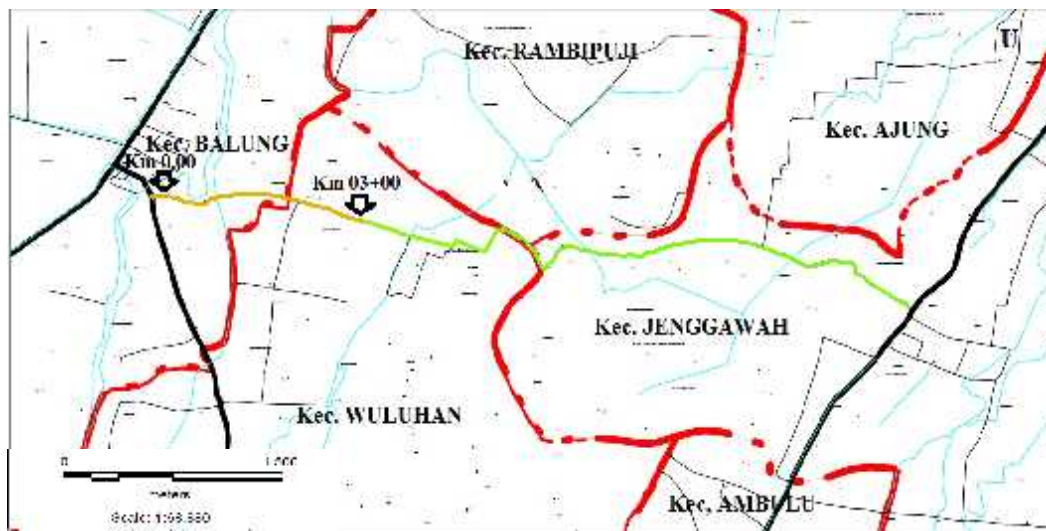 Kec. RAMBIPUJI
U
Kec. AJUNG
Kec. BALUNG
Km 0,00
Km 03+00
Kec. JENGGAWAH
Kec. WULUHAN
0
meters
Kec. AMBULU